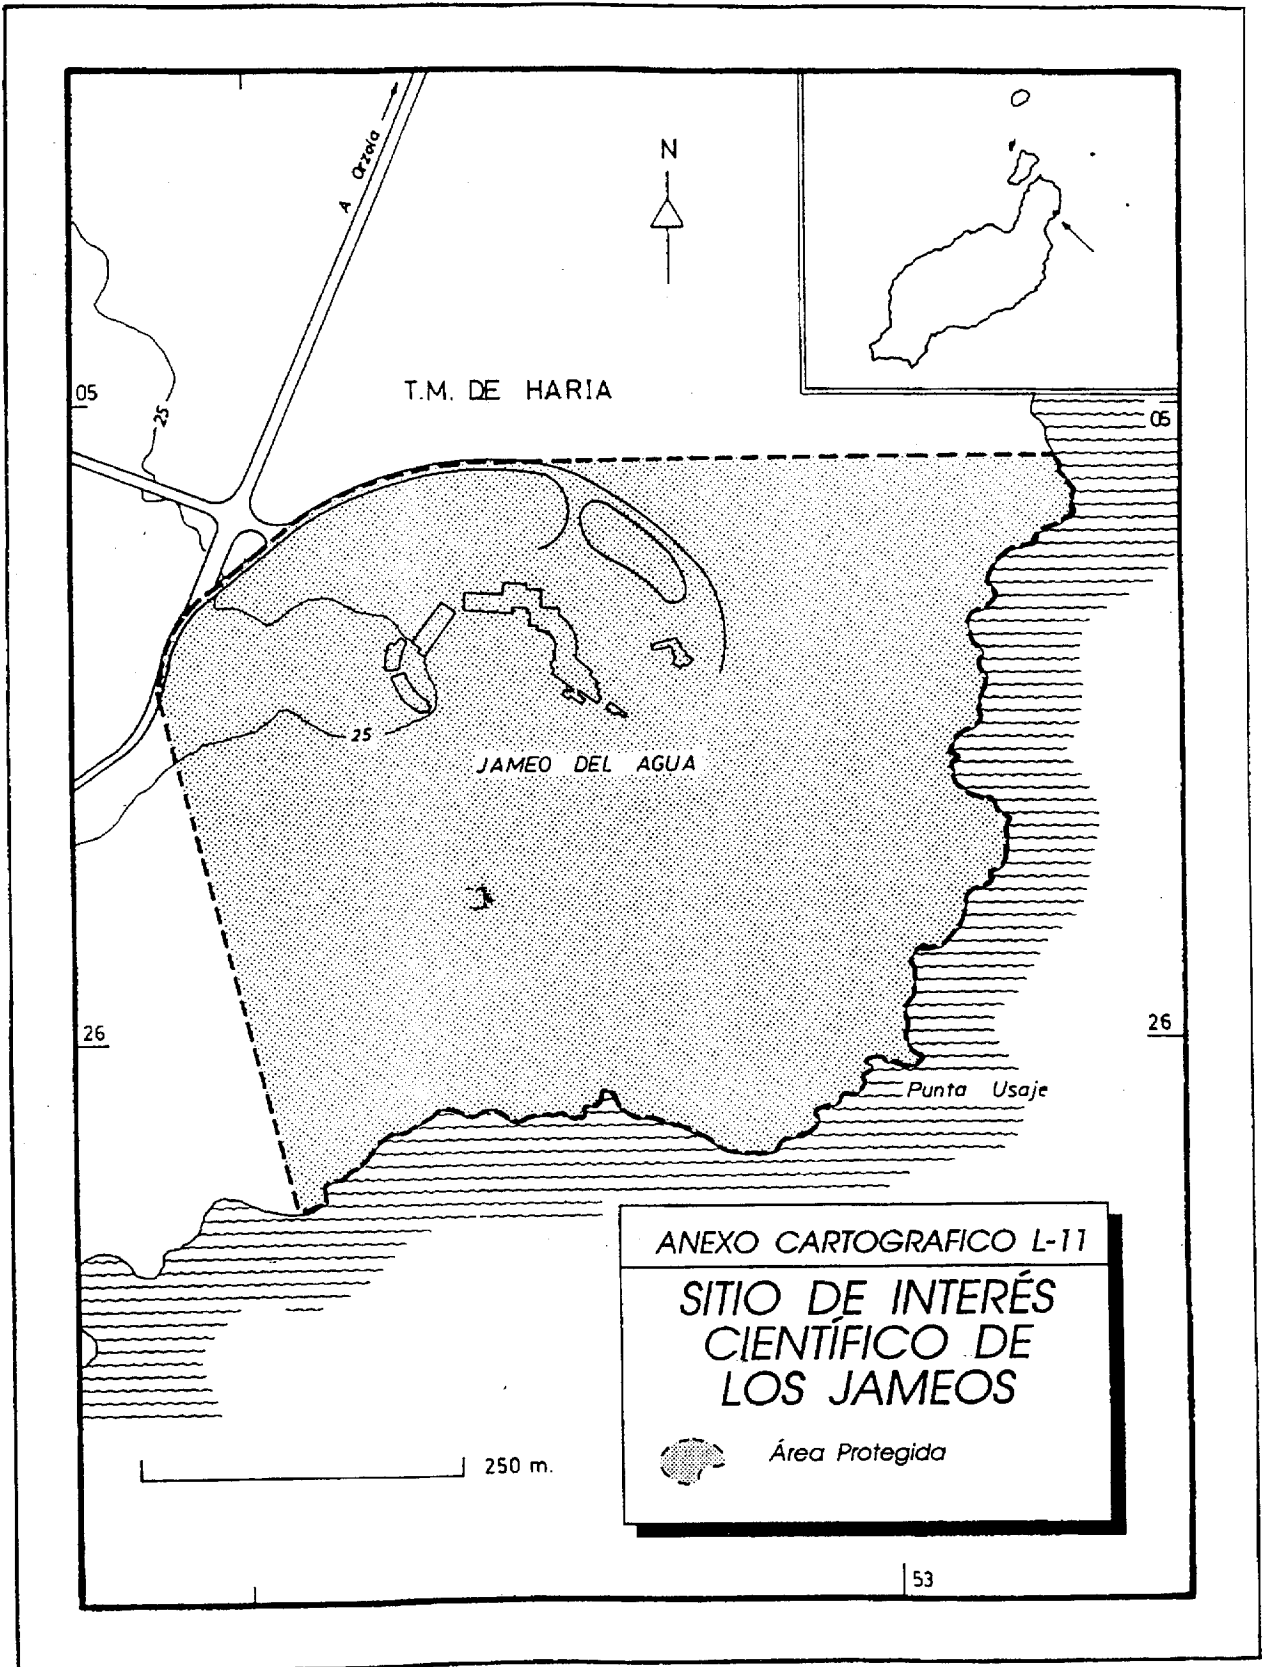 A Orzola
N
05
25
T.M. DE HARIA
05
25
JAMEO DEL AGUA
26
26
Punta Usaje
ANEXO CARTOGRAFICO L-11
SITIO DE INTERÉS
CIENTÍFICO DE
LOS JAMEOS
Área Protegida
250 m.
53